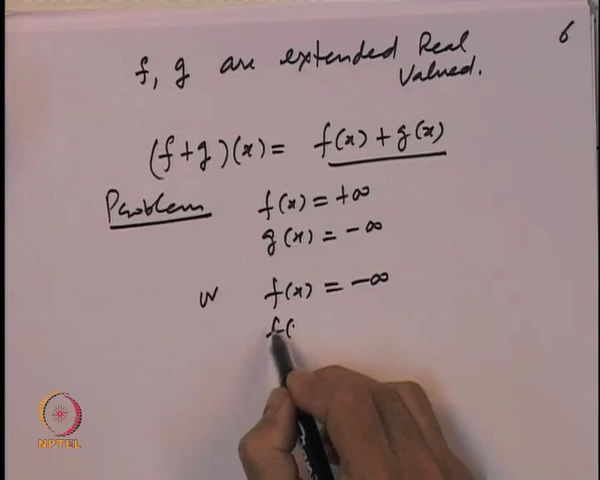 6
f, g are extended Real
Valued.
(f+g)(x) = f(x) + g(x)
Problem f(x) = +∞
g(x) = -∞
or f(x) = -∞
f(
NPTEL